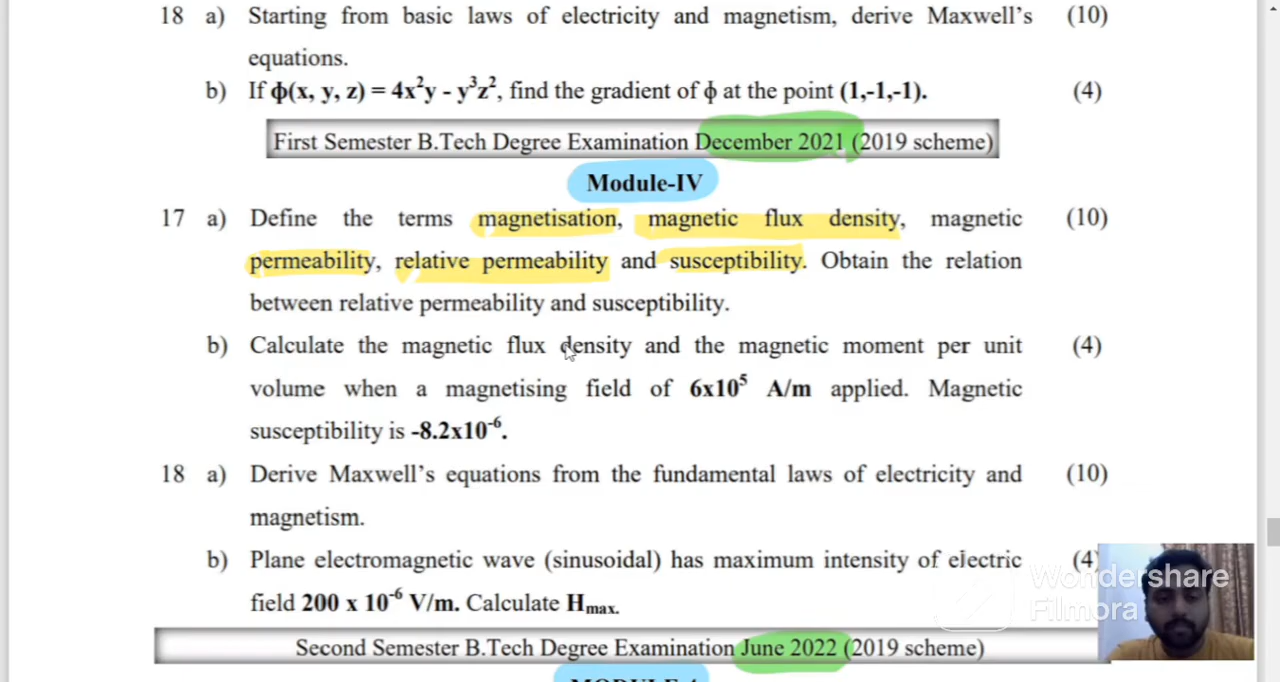 18 a) Starting from basic laws of electricity and magnetism, derive Maxwell's (10)
equations.
b) If ϕ(x, y, z) = 4x²y - y³z², find the gradient of ϕ at the point (1,-1,-1). (4)
First Semester B.Tech Degree Examination December 2021 (2019 scheme)
Module-IV
17 a) Define the terms magnetisation, magnetic flux density, magnetic (10)
permeability, relative permeability and susceptibility. Obtain the relation
between relative permeability and susceptibility.
b) Calculate the magnetic flux density and the magnetic moment per unit (4)
volume when a magnetising field of 6x10⁵ A/m applied. Magnetic
susceptibility is -8.2x10⁻⁶.
18 a) Derive Maxwell's equations from the fundamental laws of electricity and (10)
magnetism.
b) Plane electromagnetic wave (sinusoidal) has maximum intensity of electric (4)
field 200 x 10⁻⁶ V/m. Calculate Hmax.
Wondershare
Filmora
Second Semester B.Tech Degree Examination June 2022 (2019 scheme)